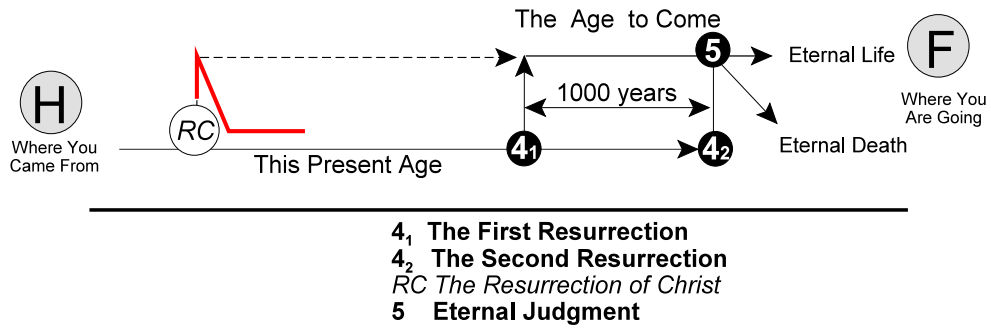 The Age to Come
H
Where You
Came From
RC
This Present Age
1000 years
4₁
4₂
5
Eternal Life
Eternal Death
F
Where You
Are Going
4₁ The First Resurrection
4₂ The Second Resurrection
RC The Resurrection of Christ
5 Eternal Judgment